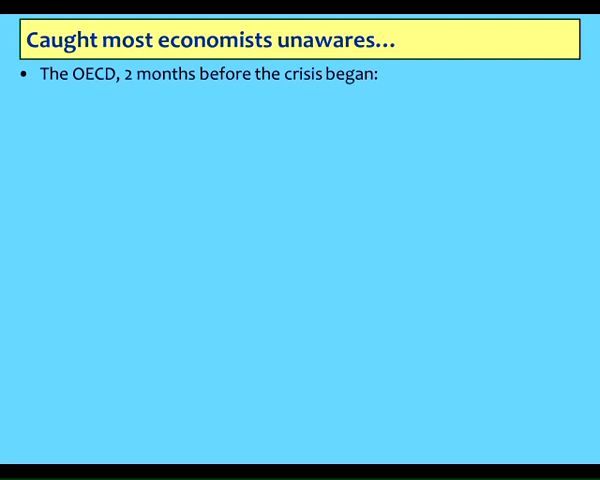 Caught most economists unawares…
• The OECD, 2 months before the crisis began: